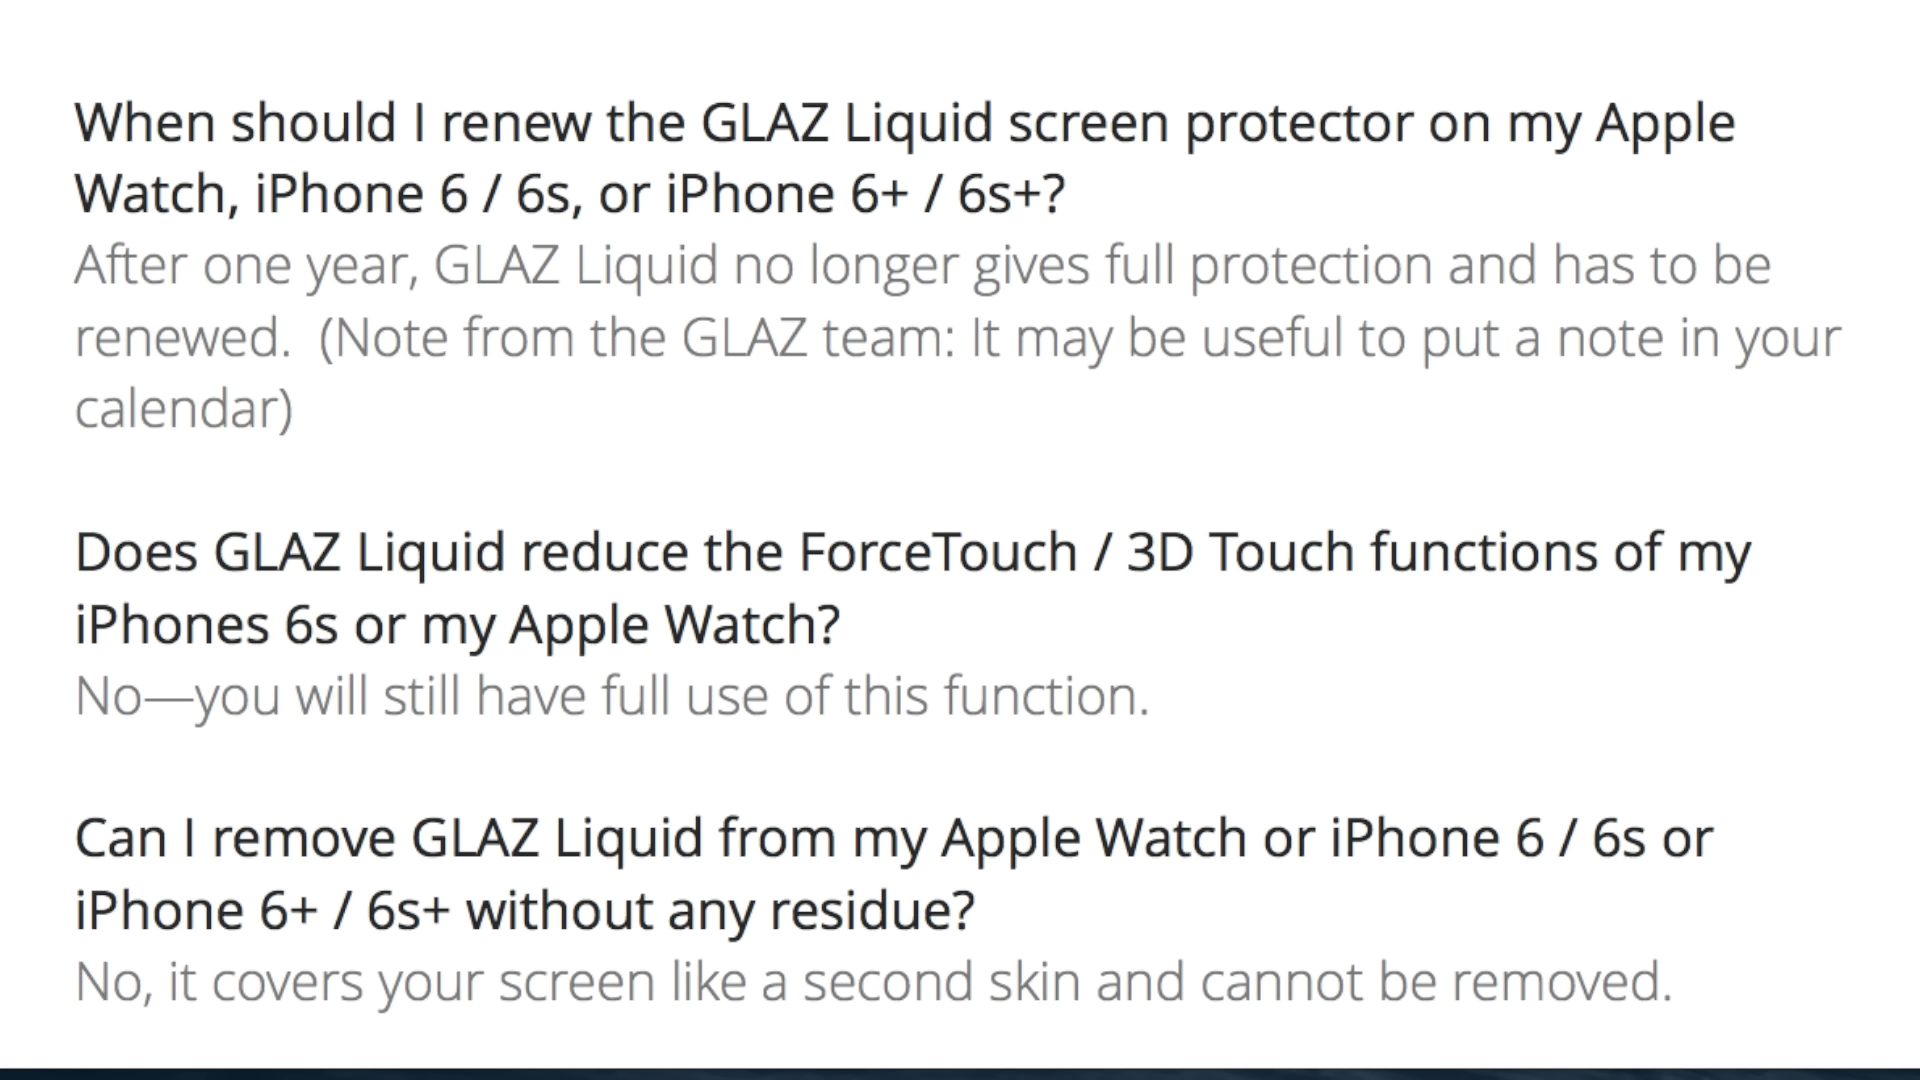 When should I renew the GLAZ Liquid screen protector on my Apple
Watch, iPhone 6 / 6s, or iPhone 6+ / 6s+?
After one year, GLAZ Liquid no longer gives full protection and has to be
renewed.  (Note from the GLAZ team: It may be useful to put a note in your
calendar)
Does GLAZ Liquid reduce the ForceTouch / 3D Touch functions of my
iPhones 6s or my Apple Watch?
No—you will still have full use of this function.
Can I remove GLAZ Liquid from my Apple Watch or iPhone 6 / 6s or
iPhone 6+ / 6s+ without any residue?
No, it covers your screen like a second skin and cannot be removed.